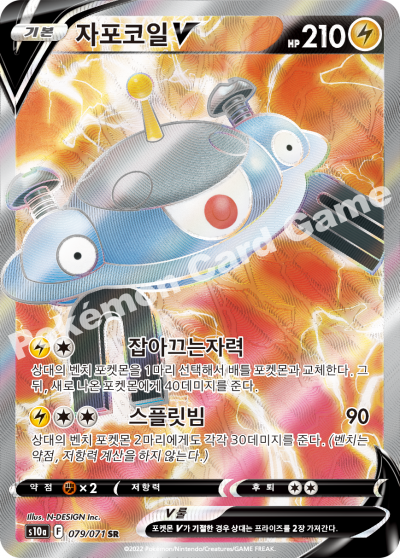 기본 자포코일V HP 210
Pokémon Card Game
잡아끄는자력
상대의 벤치 포켓몬을 1마리 선택해서 배틀 포켓몬과 교체한다. 그
뒤, 새로 나온 포켓몬에게 40데미지를 준다.
스플릿빔 90
상대의 벤치 포켓몬 2마리에게도 각각 30데미지를 준다. (벤치는
약점, 저항력 계산을 하지 않는다.)
약점 ×2 저항력 후퇴
Illus. N-DESIGN Inc.
V룰
s10a F 079/071 SR
포켓몬 V가 기절한 경우 상대는 프라이즈를 2장 가져간다.
©2022 Pokémon/Nintendo/Creatures/GAME FREAK.